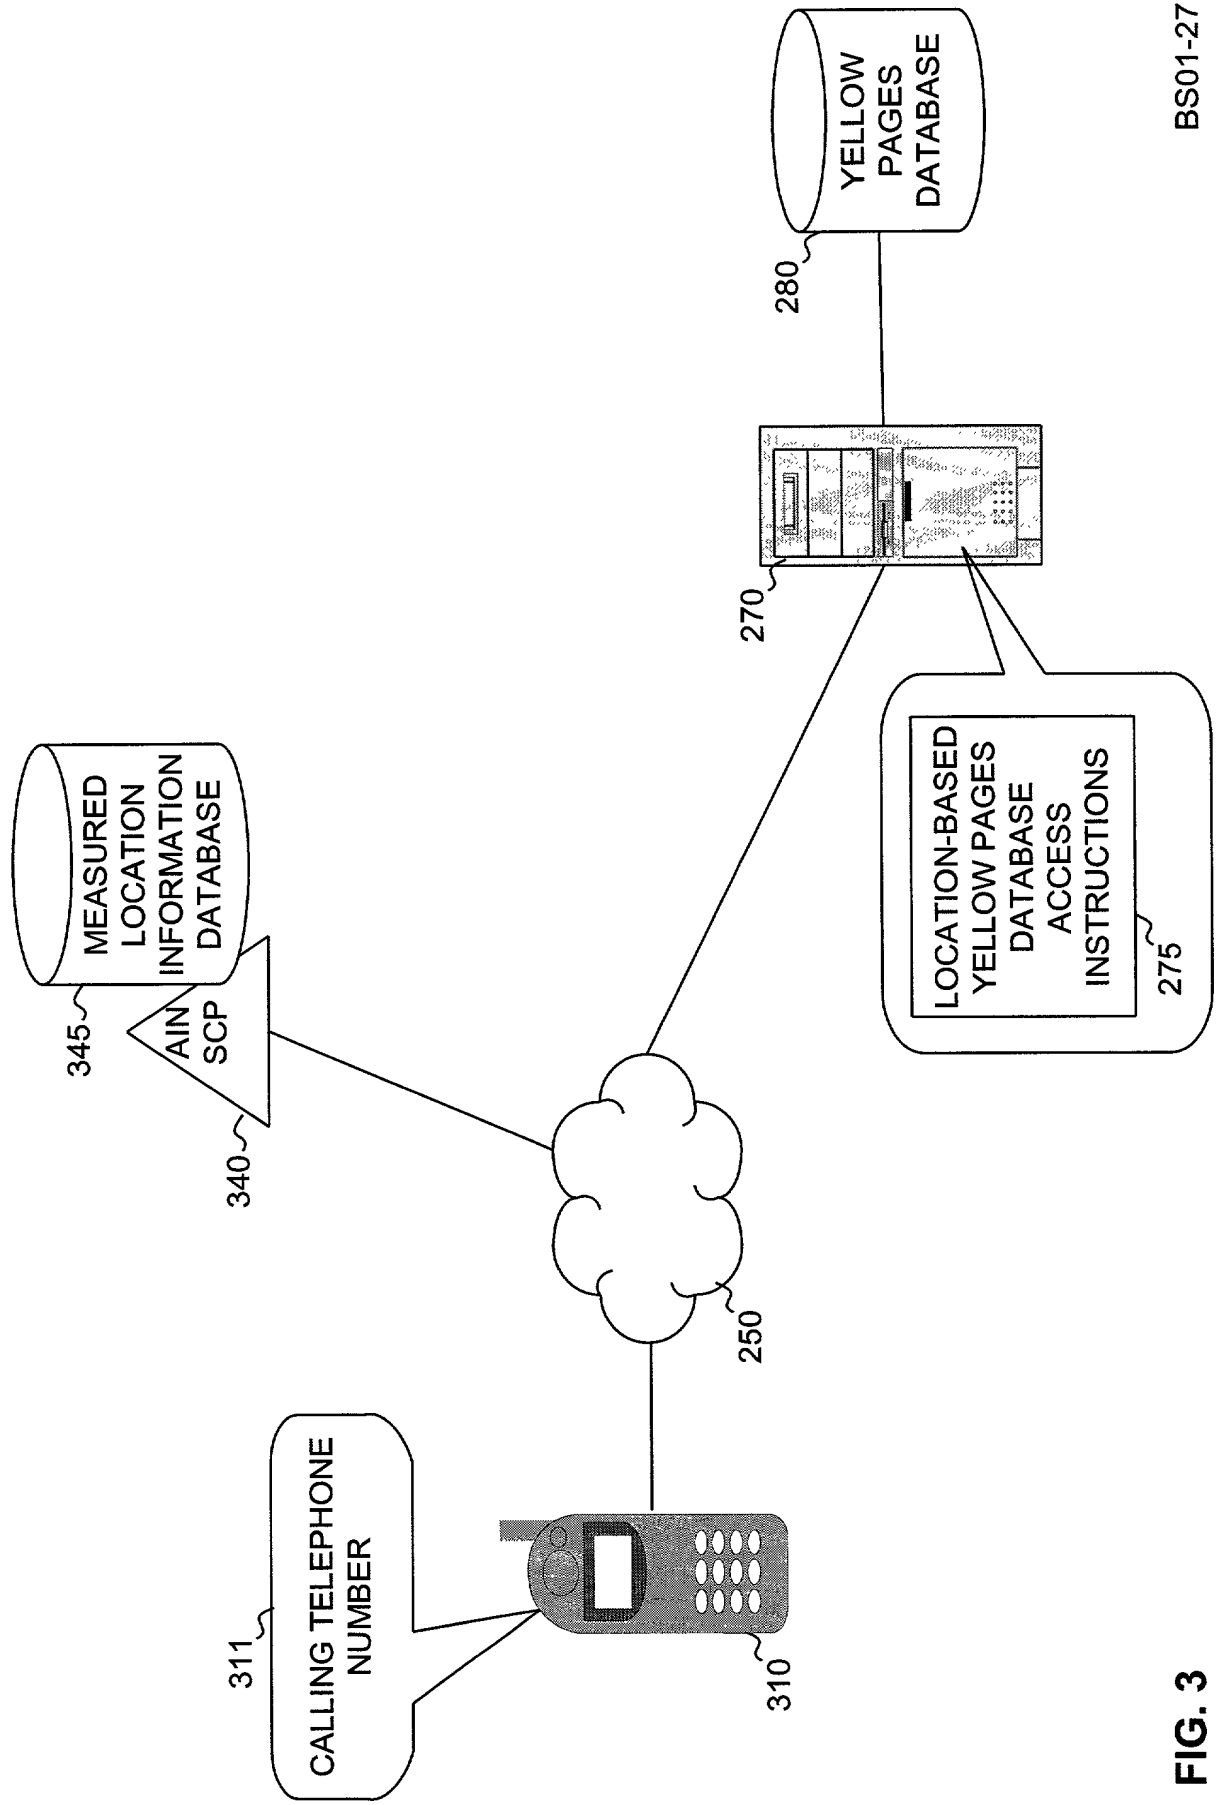 345
MEASURED
LOCATION
INFORMATION
DATABASE
AIN
SCP
340
311
CALLING TELEPHONE
NUMBER
310
250
270
280
YELLOW
PAGES
DATABASE
LOCATION-BASED
YELLOW PAGES
DATABASE
ACCESS
INSTRUCTIONS
275
FIG. 3
BS01-27